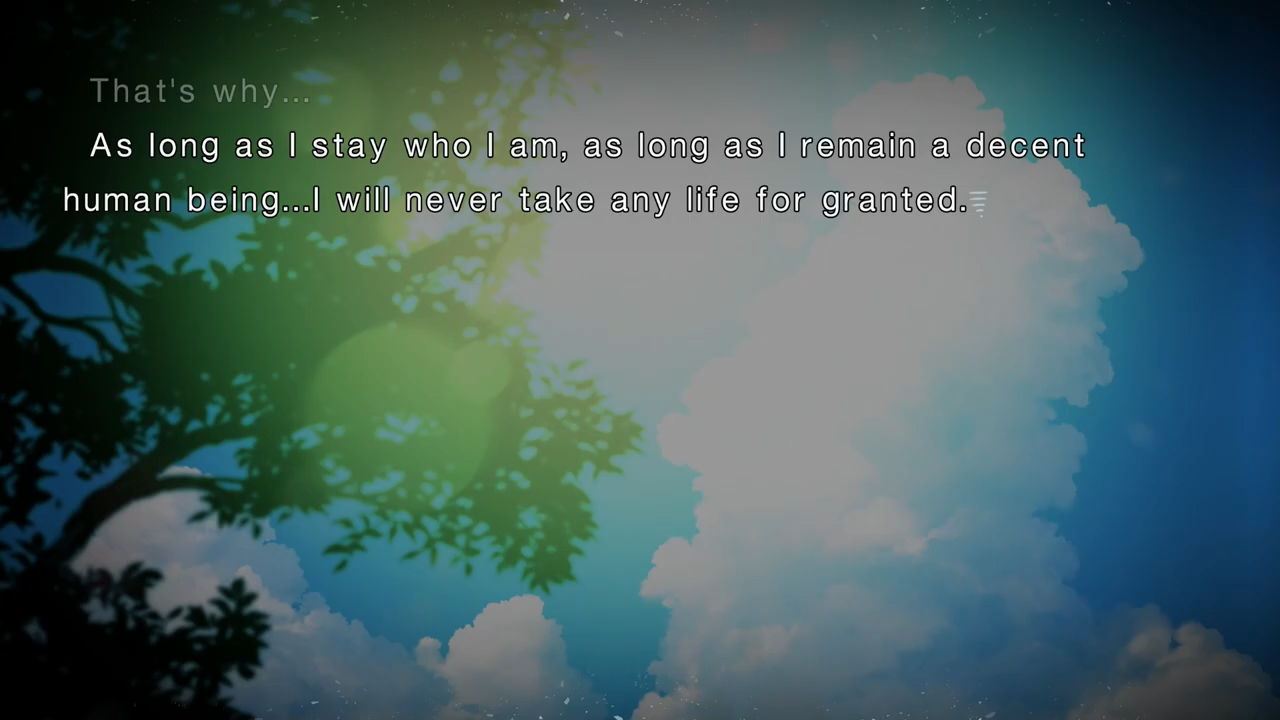 That's why...
As long as I stay who I am, as long as I remain a decent
human being...I will never take any life for granted.